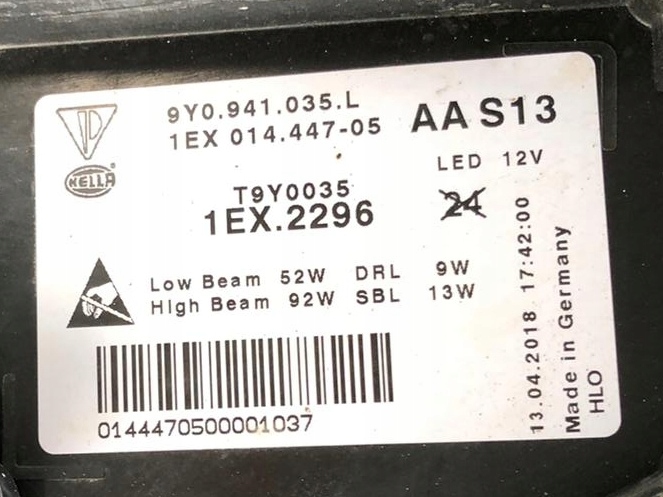 9Y0.941.035.L
1EX 014.447-05
AA S13
LED 12V
HELLA
T9Y0035
1EX.2296
24
Low Beam 52W DRL 9W
High Beam 92W SBL 13W
01444470500001037
13.04.2018 17:42:00
Made in Germany
HLO